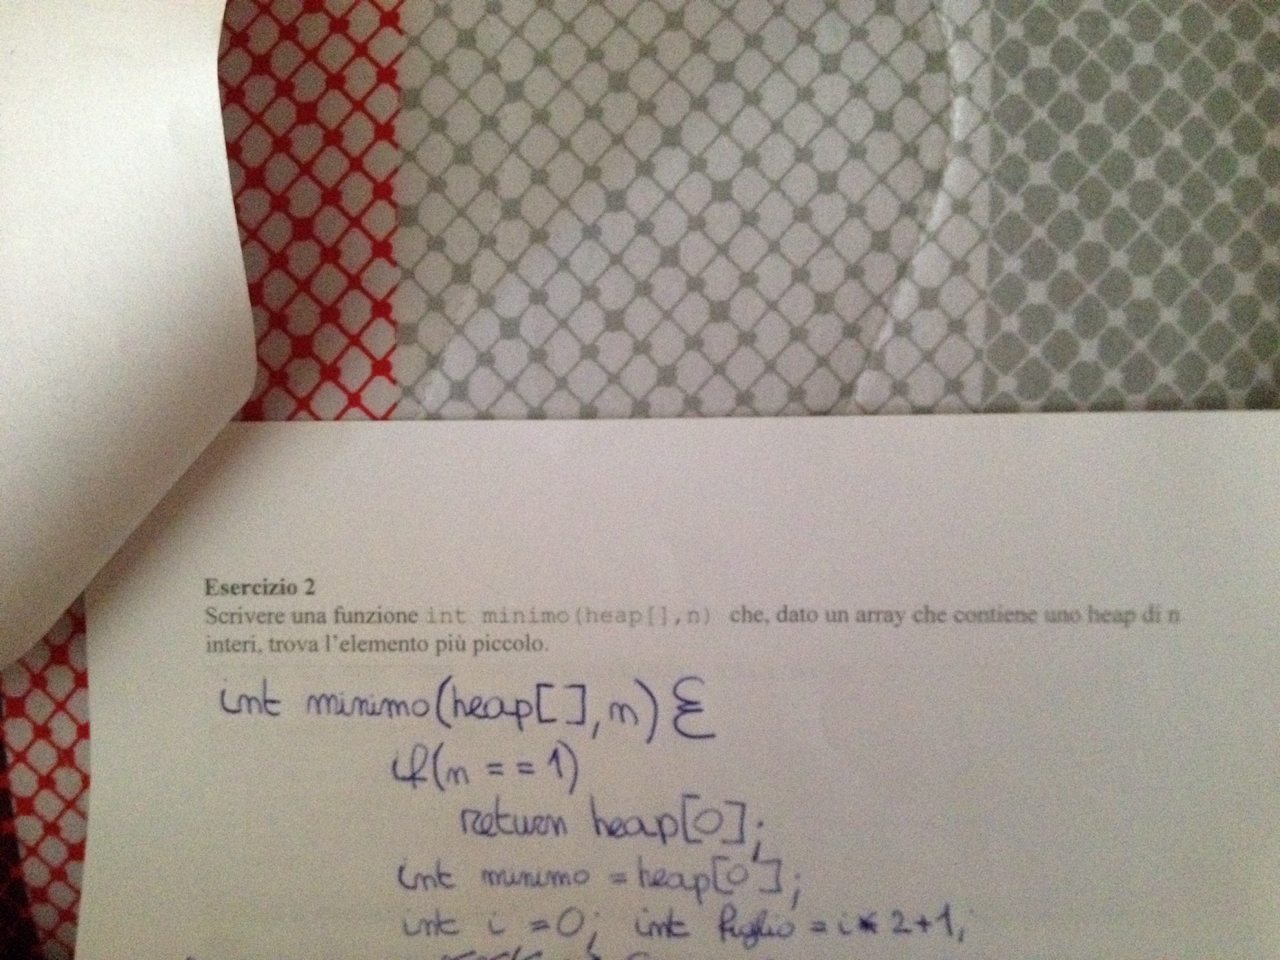 Esercizio 2
Scrivere una funzione int minimo(heap[],n) che, dato un array che contiene uno heap di n
interi, trova l'elemento più piccolo.
int minimo(heap[], n) {
if(n == 1)
return heap[0];
int minimo = heap[0];
int i = 0; int figlio = i * 2+1;